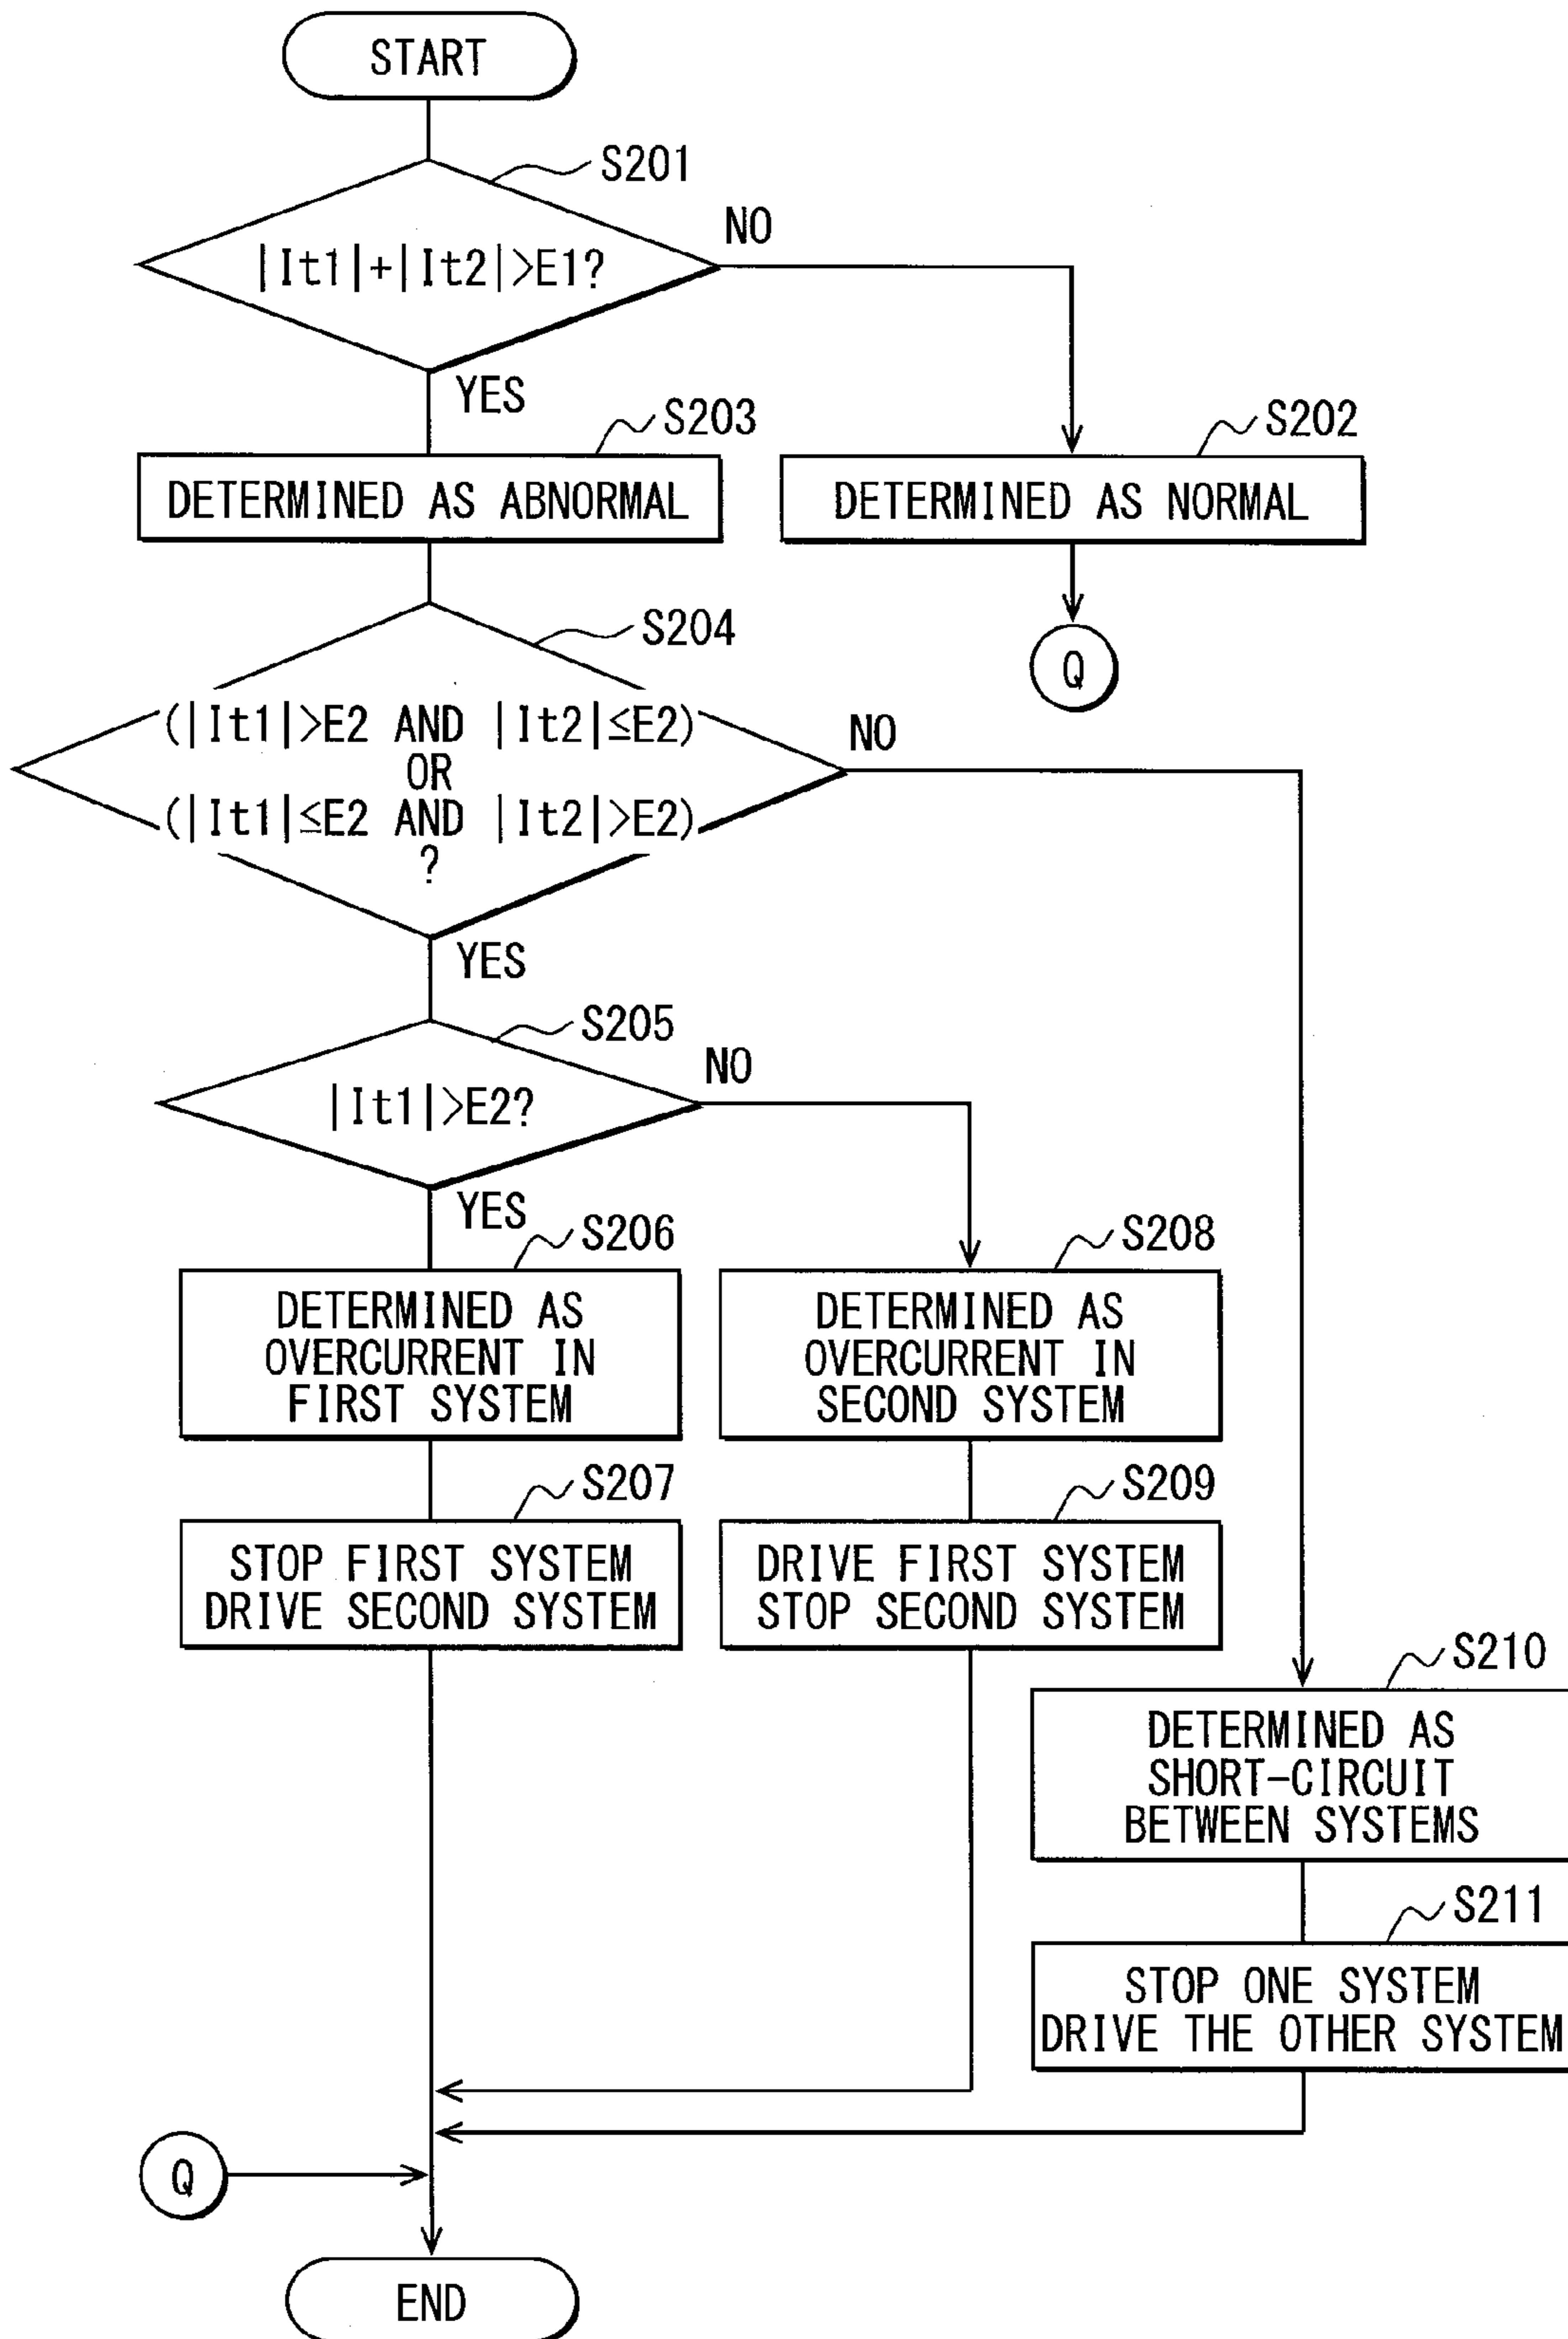 START
S201
|It1|+|It2|>E1?
NO
YES
S203
DETERMINED AS ABNORMAL
S202
DETERMINED AS NORMAL
Q
S204
(|It1|>E2 AND |It2|≦E2)
OR
(|It1|≦E2 AND |It2|>E2)
?
NO
YES
S205
|It1|>E2?
NO
YES
S206
DETERMINED AS
OVERCURRENT IN
FIRST SYSTEM
S208
DETERMINED AS
OVERCURRENT IN
SECOND SYSTEM
S207
STOP FIRST SYSTEM
DRIVE SECOND SYSTEM
S209
DRIVE FIRST SYSTEM
STOP SECOND SYSTEM
S210
DETERMINED AS
SHORT-CIRCUIT
BETWEEN SYSTEMS
S211
STOP ONE SYSTEM
DRIVE THE OTHER SYSTEM
Q
END